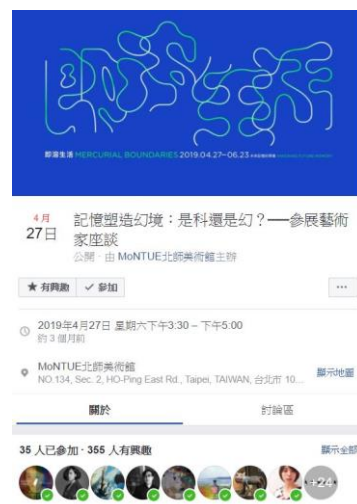 即溶生活
即溶生活 MERCURIAL BOUNDARIES 2019.04.27-06.23
4月
27日
記憶塑造幻境：是科還是幻？──參展藝術
家座談
公開 · 由 MoNTUE北師美術館主辦
★ 有興趣 ✓ 參加 ...
2019年4月27日 星期六下午3:30 – 下午5:00
約 3 個月前
MoNTUE北師美術館 顯示地圖
NO.134, Sec. 2, HO-Ping East Rd., Taipei, TAIWAN, 台北市 10...
關於 討論區
35 人已參加 · 355 人有興趣 顯示全部
+24